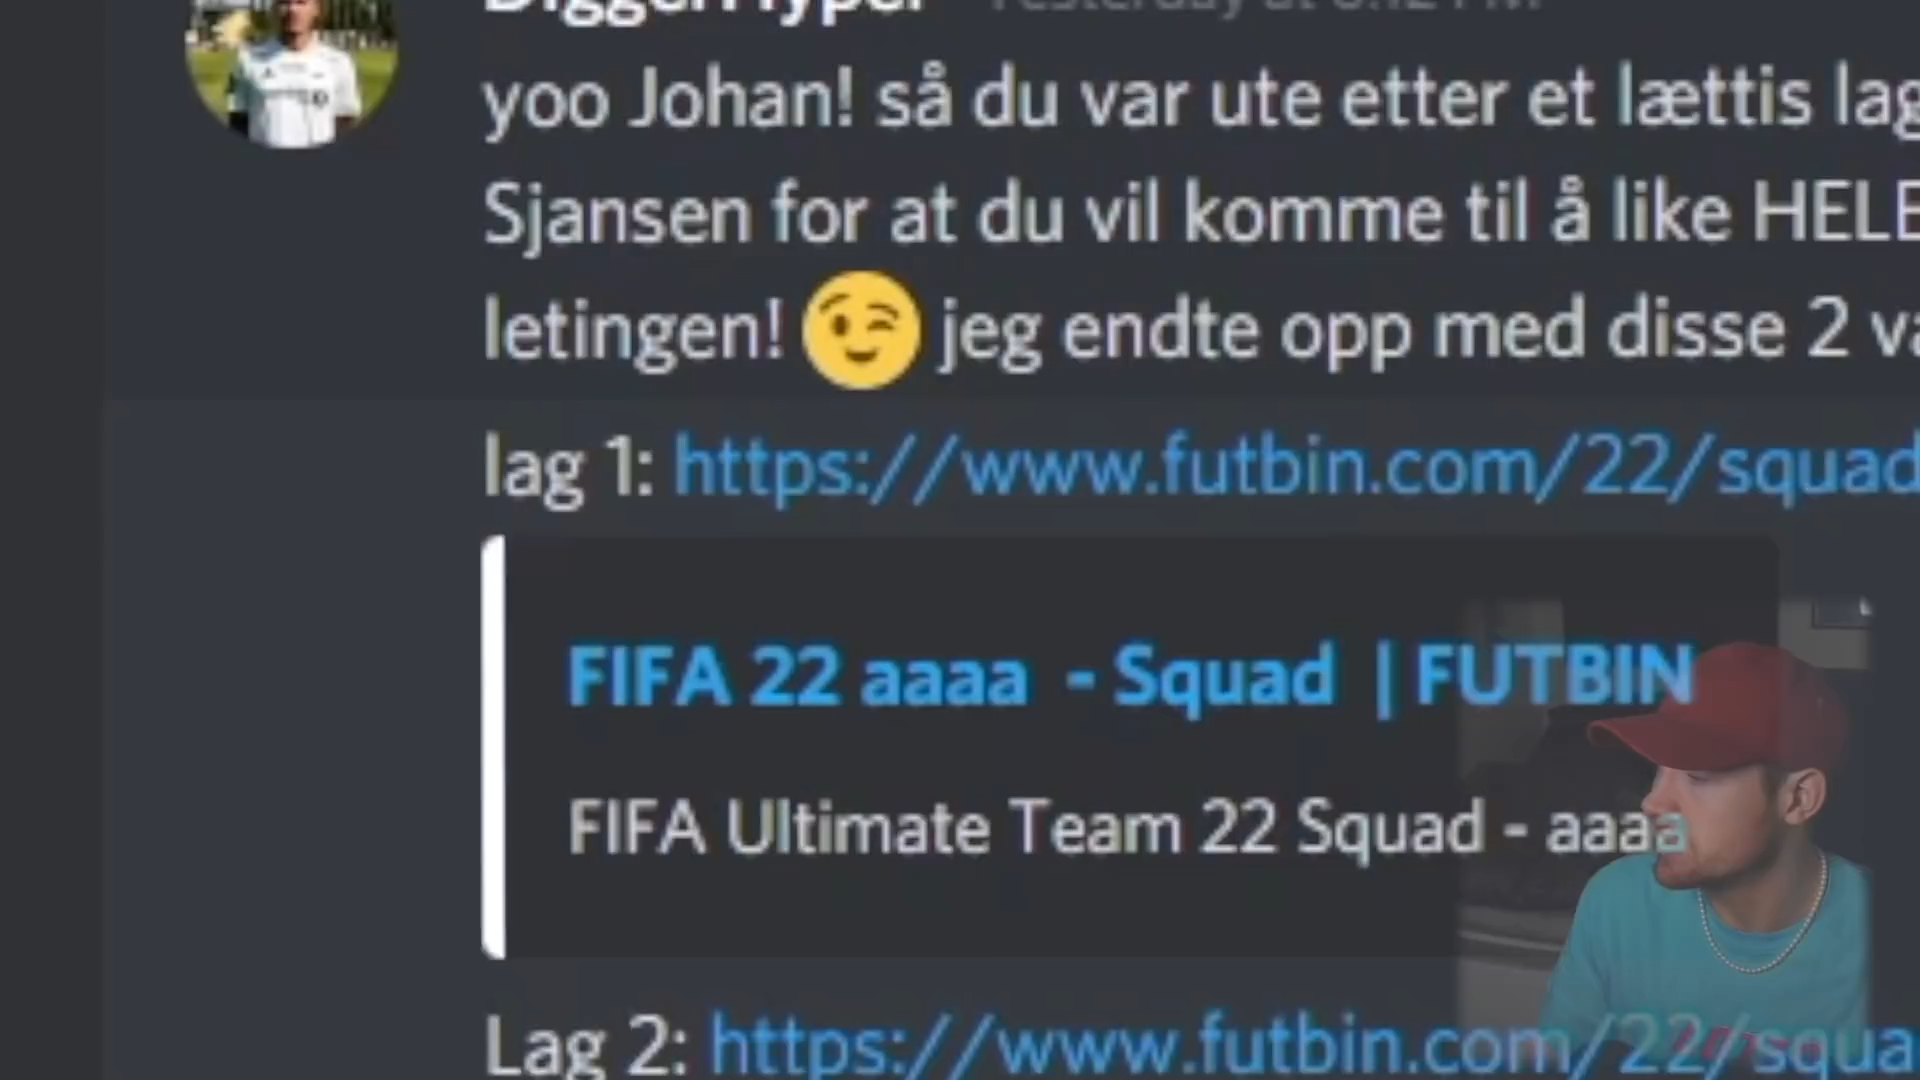 Yesterday at
yoo Johan! så du var ute etter et lættis lag
Sjansen for at du vil komme til å like HELE
letingen! 😉 jeg endte opp med disse 2
lag 1: https://www.futbin.com/22/squad
FIFA 22 aaaa - Squad | FUTBIN
FIFA Ultimate Team 22 Squad - aaaa
Lag 2: https://www.futbin.com/22/squa